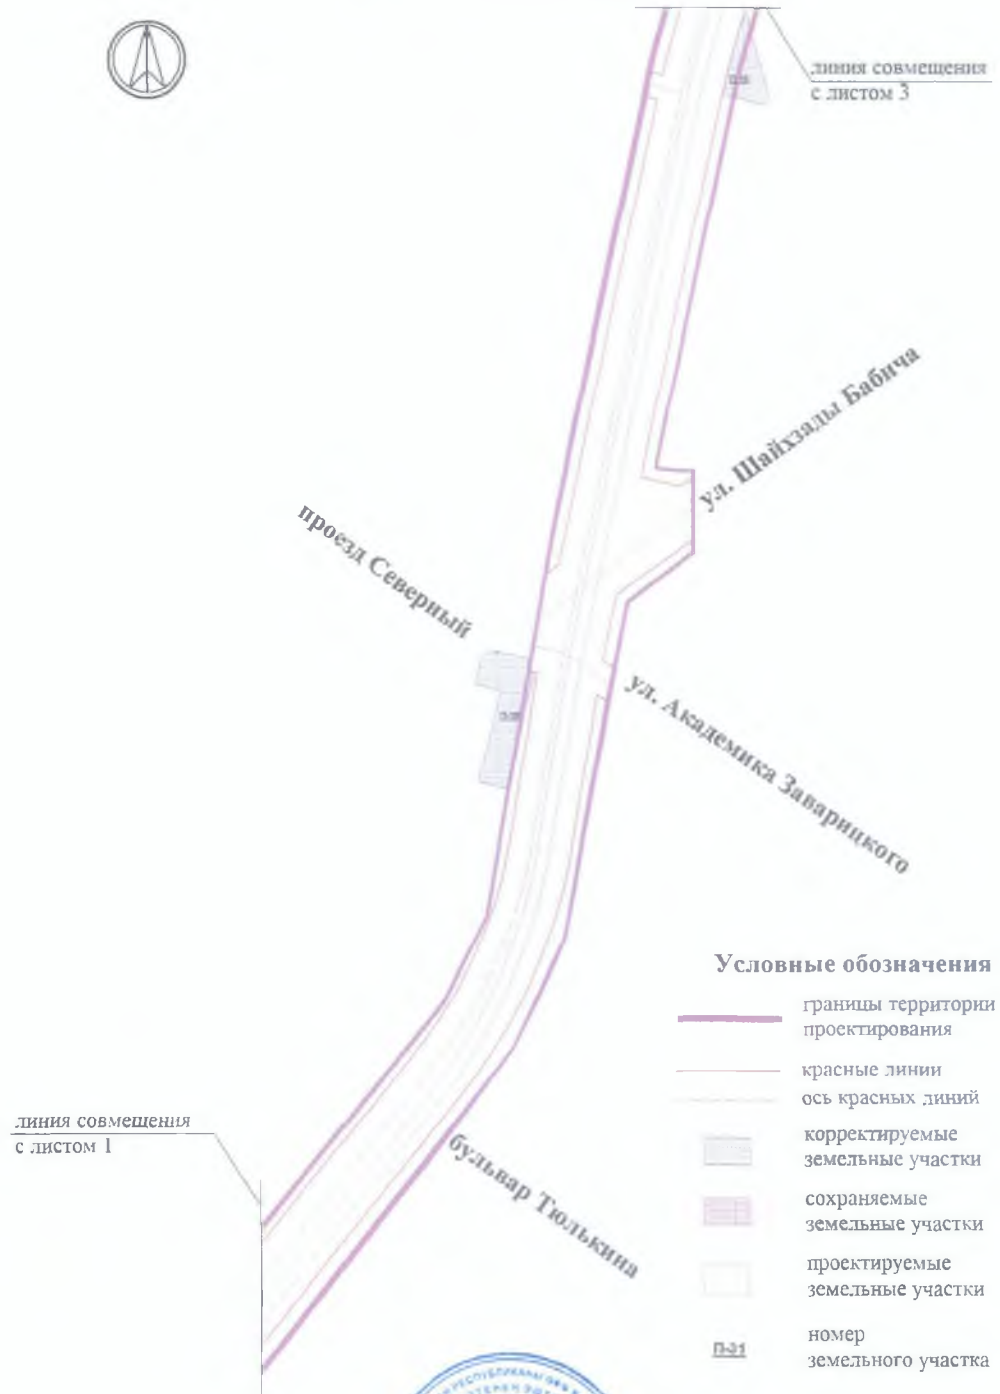 линия совмещения
с листом 3
ул. Шайхзады Бабича
проезд Северный
ул. Академика Заварицкого
Условные обозначения
границы территории
проектирования
красные линии
ось красных линий
корректируемые
земельные участки
сохраняемые
земельные участки
проектируемые
земельные участки
П-31
номер
земельного участка
линия совмещения
с листом 1
бульвар Тюлькина